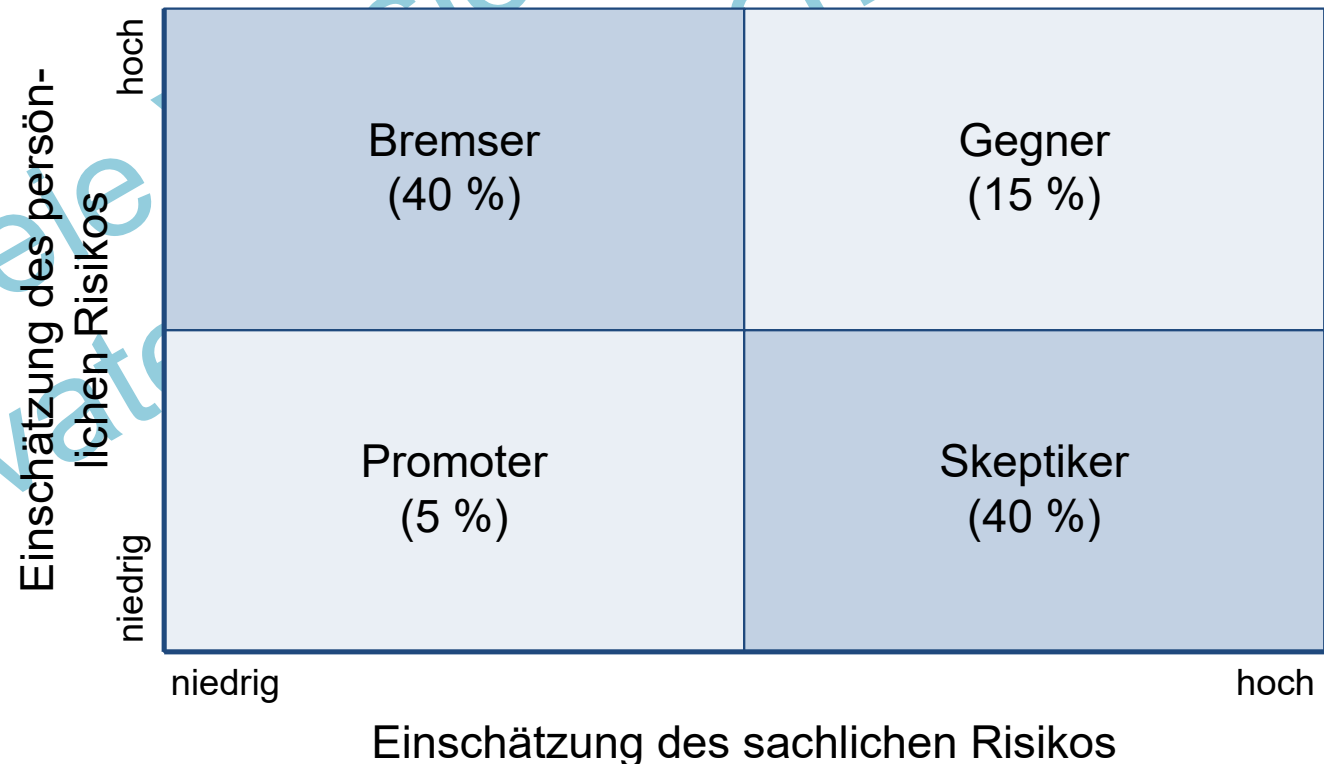 Einschätzung des persön-
lichen Risikos
hoch
niedrig
Bremser
(40 %)
Gegner
(15 %)
Promoter
(5 %)
Skeptiker
(40 %)
niedrig
hoch
Einschätzung des sachlichen Risikos